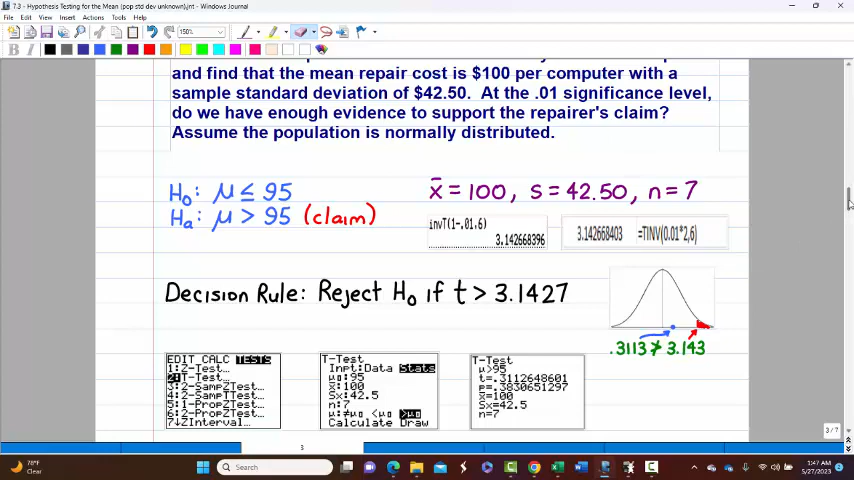 7.3 - Hypothesis Testing for the Mean (pop std dev unknown).jnt - Windows Journal
File Edit View Insert Actions Tools Help
150%
B I
and find that the mean repair cost is $100 per computer with a
sample standard deviation of $42.50. At the .01 significance level,
do we have enough evidence to support the repairer's claim?
Assume the population is normally distributed.
H₀: μ ≤ 95
Hₐ: μ > 95 (claim)
x̄ = 100, s = 42.50, n = 7
invT(1-.01,6)
3.142668396
3.142668403 =TINV(0.01*2,6)
Decision Rule: Reject H₀ if t > 3.1427
.3113 ≯ 3.143
EDIT CALC TESTS
1:Z-Test…
2:T-Test…
3:2-SampZTest…
4:2-SampTTest…
5:1-PropZTest…
6:2-PropZTest…
7↓ZInterval…
T-Test
Inpt:Data Stats
μ₀:95
x̄:100
Sx:42.5
n:7
μ:≠μ₀ <μ₀ >μ₀
Calculate Draw
T-Test
μ>95
t=.3112648601
p=.3830651297
x̄=100
Sx=42.5
n=7
3
3 / 7
78°F
Clear
Search
1:47 AM
5/27/2023